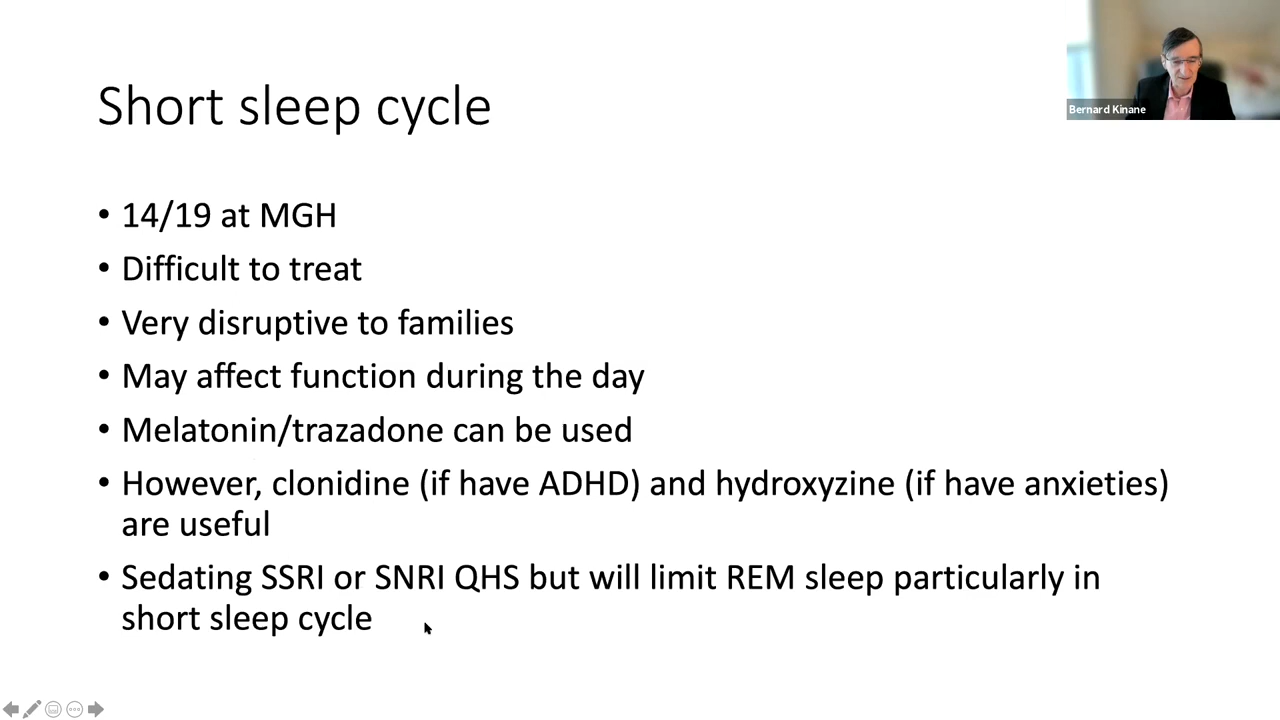 Short sleep cycle
Bernard Kinane
• 14/19 at MGH
• Difficult to treat
• Very disruptive to families
• May affect function during the day
• Melatonin/trazadone can be used
• However, clonidine (if have ADHD) and hydroxyzine (if have anxieties)
are useful
• Sedating SSRI or SNRI QHS but will limit REM sleep particularly in
short sleep cycle